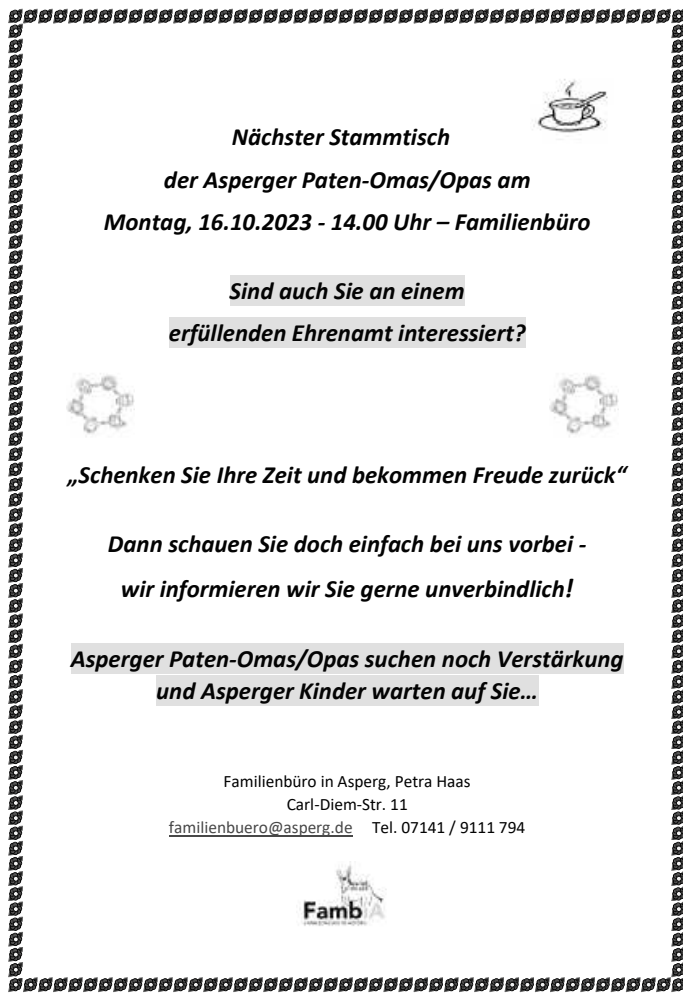 Nächster Stammtisch
der Asperger Paten-Omas/Opas am
Montag, 16.10.2023 - 14.00 Uhr – Familienbüro
Sind auch Sie an einem
erfüllenden Ehrenamt interessiert?
„Schenken Sie Ihre Zeit und bekommen Freude zurück“
Dann schauen Sie doch einfach bei uns vorbei -
wir informieren wir Sie gerne unverbindlich!
Asperger Paten-Omas/Opas suchen noch Verstärkung
und Asperger Kinder warten auf Sie…
Familienbüro in Asperg, Petra Haas
Carl-Diem-Str. 11
familienbuero@asperg.de Tel. 07141 / 9111 794
FambIA